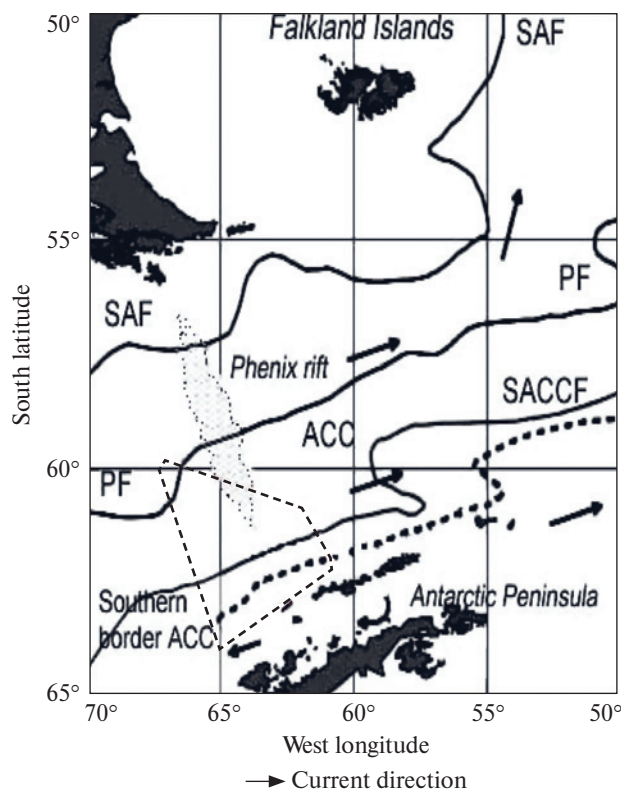 50°
Falkland Islands
SAF
55°
PF
SAF
Phenix rift
SACCF
ACC
60°
PF
Southern
border ACC
Antarctic Peninsula
65°
70°
65°
60°
55°
50°
South latitude
West longitude
Current direction